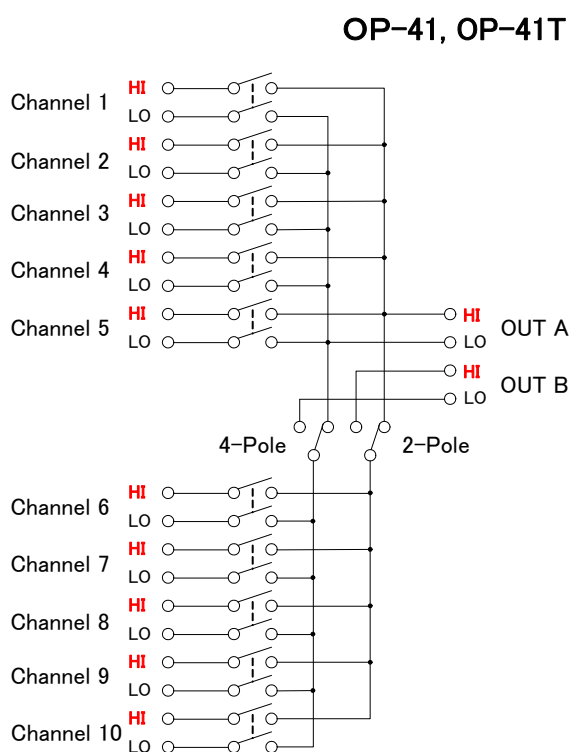 OP-41, OP-41T
Channel 1 HI
LO
Channel 2 HI
LO
Channel 3 HI
LO
Channel 4 HI
LO
Channel 5 HI
LO
HI OUT A
LO
HI OUT B
LO
4-Pole 2-Pole
Channel 6 HI
LO
Channel 7 HI
LO
Channel 8 HI
LO
Channel 9 HI
LO
Channel 10 HI
LO